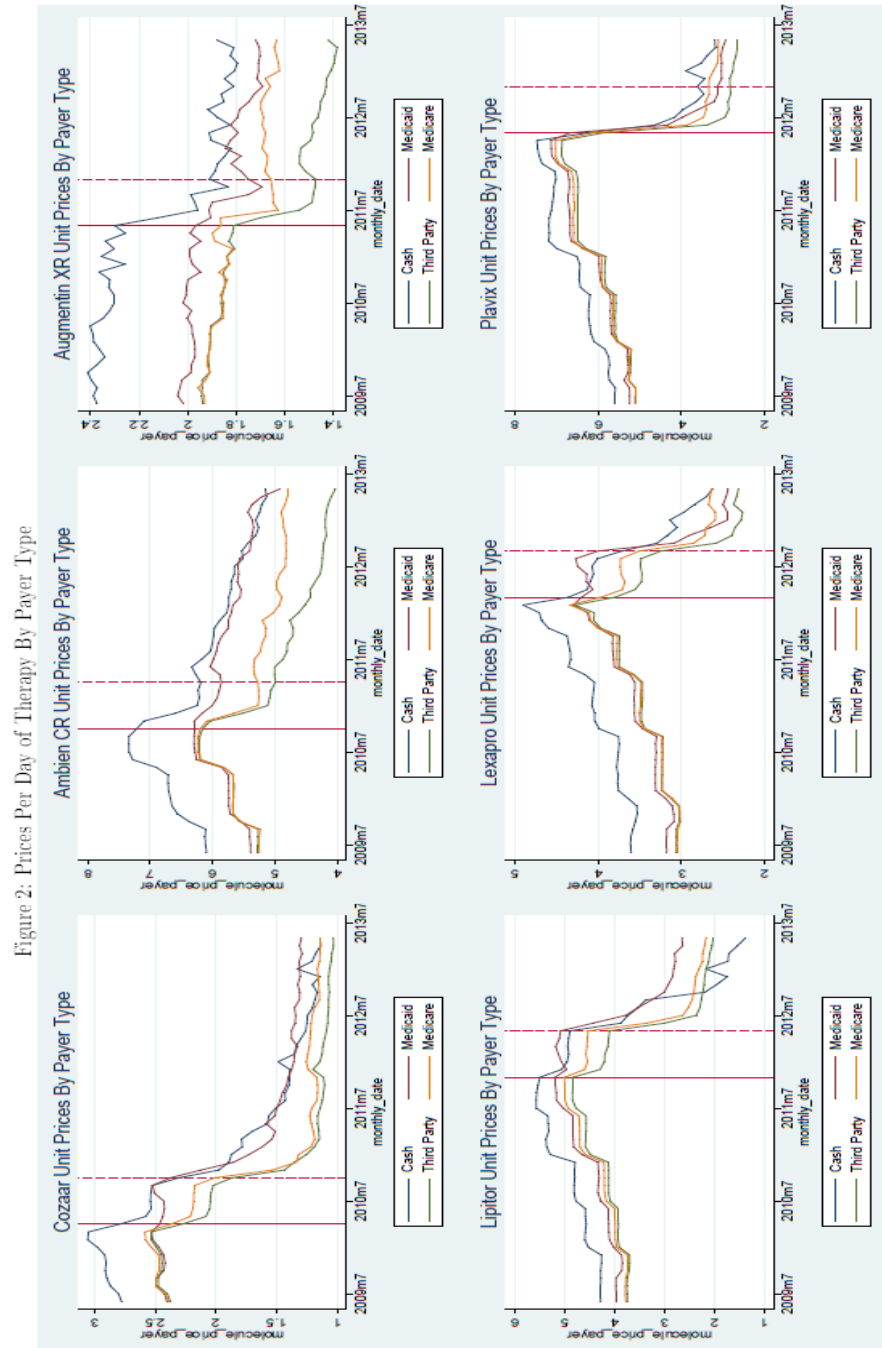 Figure 2: Prices Per Day of Therapy By Payer Type
Cozaar Unit Prices By Payer Type
molecule_price_payer
3
2.5
2
1.5
1
2009m7
2010m7
2011m7
2012m7
2013m7
monthly_date
Cash
Medicaid
Third Party
Medicare
Ambien CR Unit Prices By Payer Type
molecule_price_payer
8
7
6
5
4
2009m7
2010m7
2011m7
2012m7
2013m7
monthly_date
Cash
Medicaid
Third Party
Medicare
Augmentin XR Unit Prices By Payer Type
molecule_price_payer
2.4
2.2
2
1.8
1.6
1.4
2009m7
2010m7
2011m7
2012m7
2013m7
monthly_date
Cash
Medicaid
Third Party
Medicare
Lipitor Unit Prices By Payer Type
molecule_price_payer
6
5
4
3
2
1
2009m7
2010m7
2011m7
2012m7
2013m7
monthly_date
Cash
Medicaid
Third Party
Medicare
Lexapro Unit Prices By Payer Type
molecule_price_payer
5
4
3
2
2009m7
2010m7
2011m7
2012m7
2013m7
monthly_date
Cash
Medicaid
Third Party
Medicare
Plavix Unit Prices By Payer Type
molecule_price_payer
8
6
4
2
2009m7
2010m7
2011m7
2012m7
2013m7
monthly_date
Cash
Medicaid
Third Party
Medicare